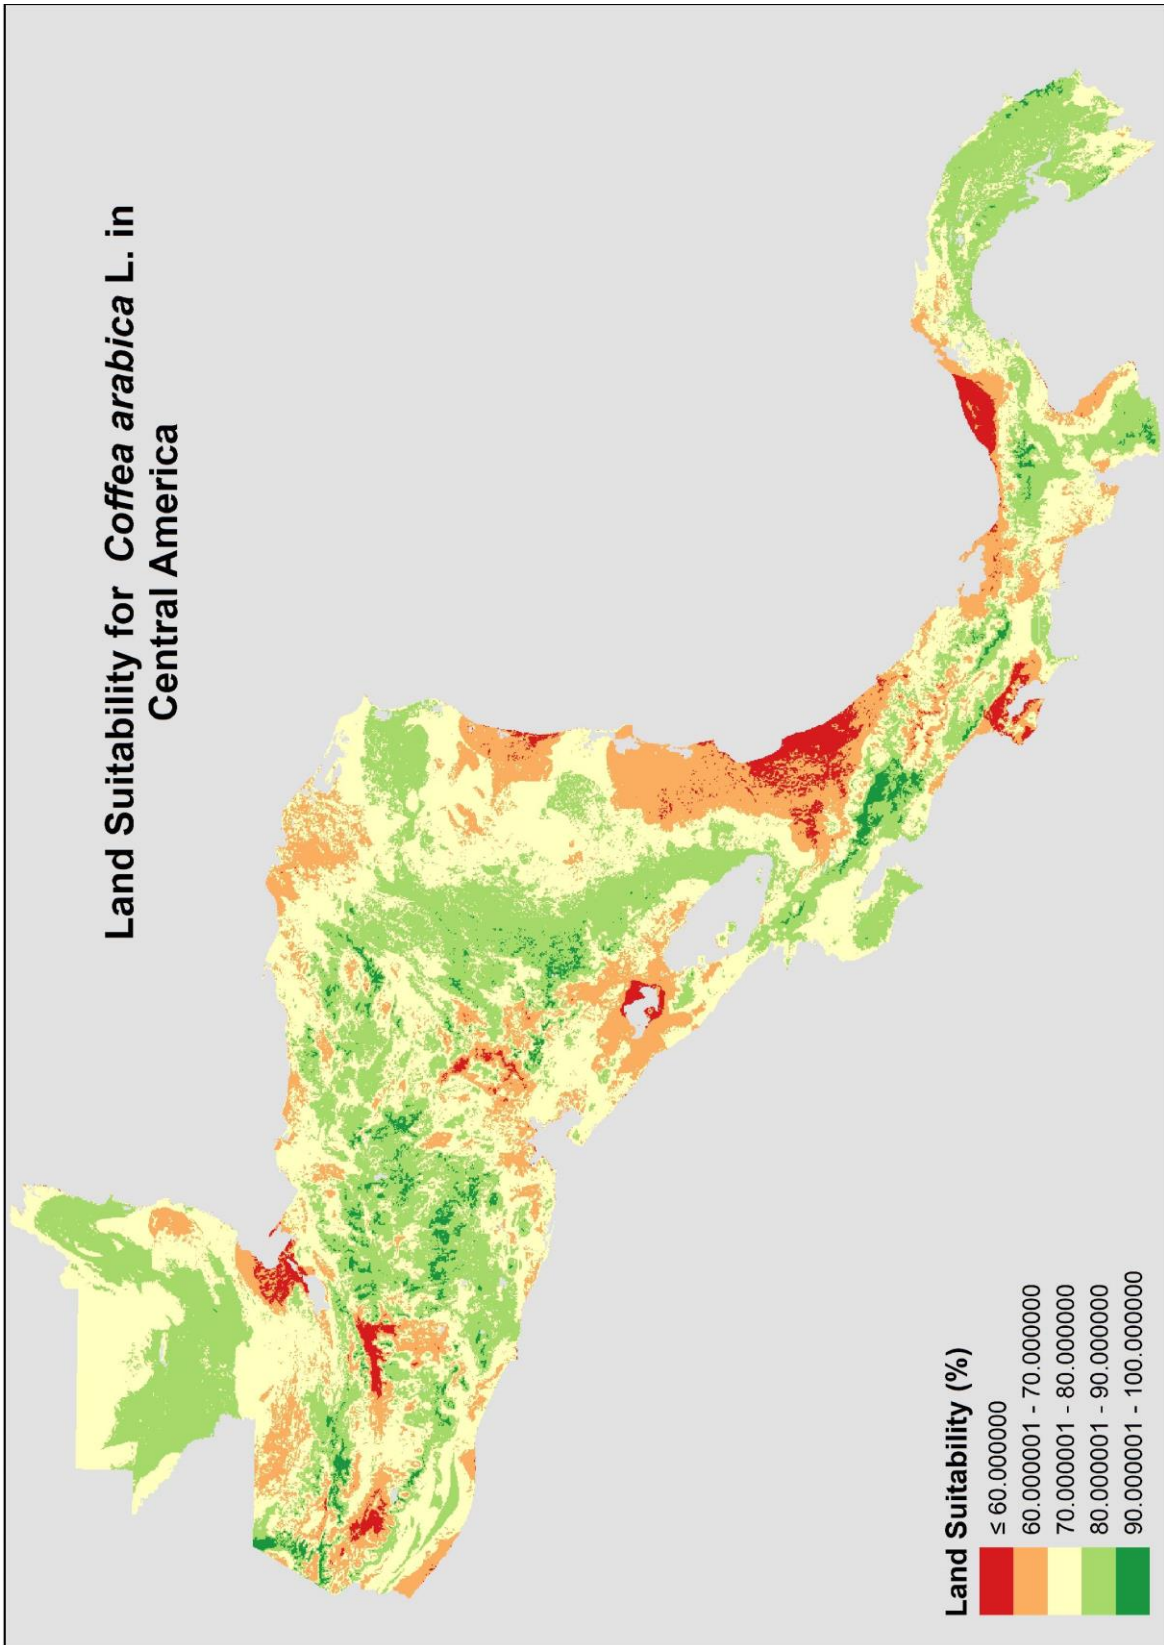 Land Suitability for Coffea arabica L. in
Central America
Land Suitability (%)
≤ 60.000000
60.000001 - 70.000000
70.000001 - 80.000000
80.000001 - 90.000000
90.000001 - 100.000000